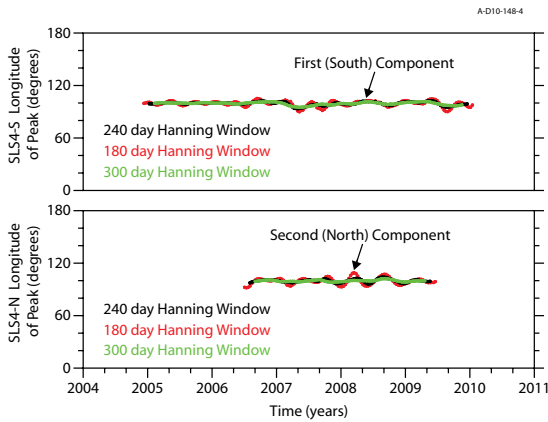 A-D10-148-4
180
120
60
0
SLS4-S Longitude
of Peak (degrees)
First (South) Component
240 day Hanning Window
180 day Hanning Window
300 day Hanning Window
180
120
60
0
SLS4-N Longitude
of Peak (degrees)
Second (North) Component
240 day Hanning Window
180 day Hanning Window
300 day Hanning Window
2004 2005 2006 2007 2008 2009 2010 2011
Time (years)